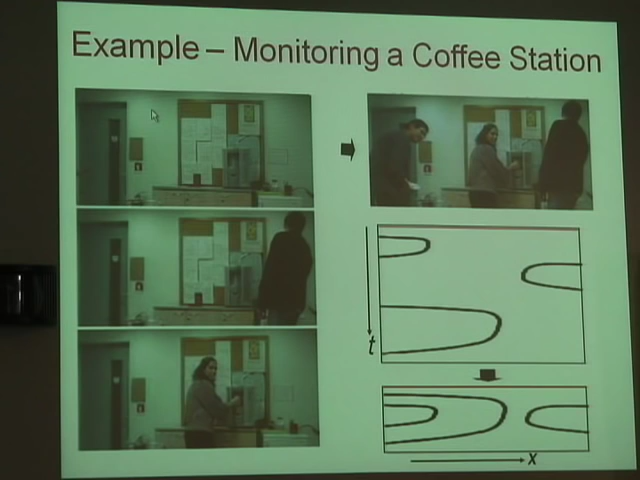 Example – Monitoring a Coffee Station
t
x